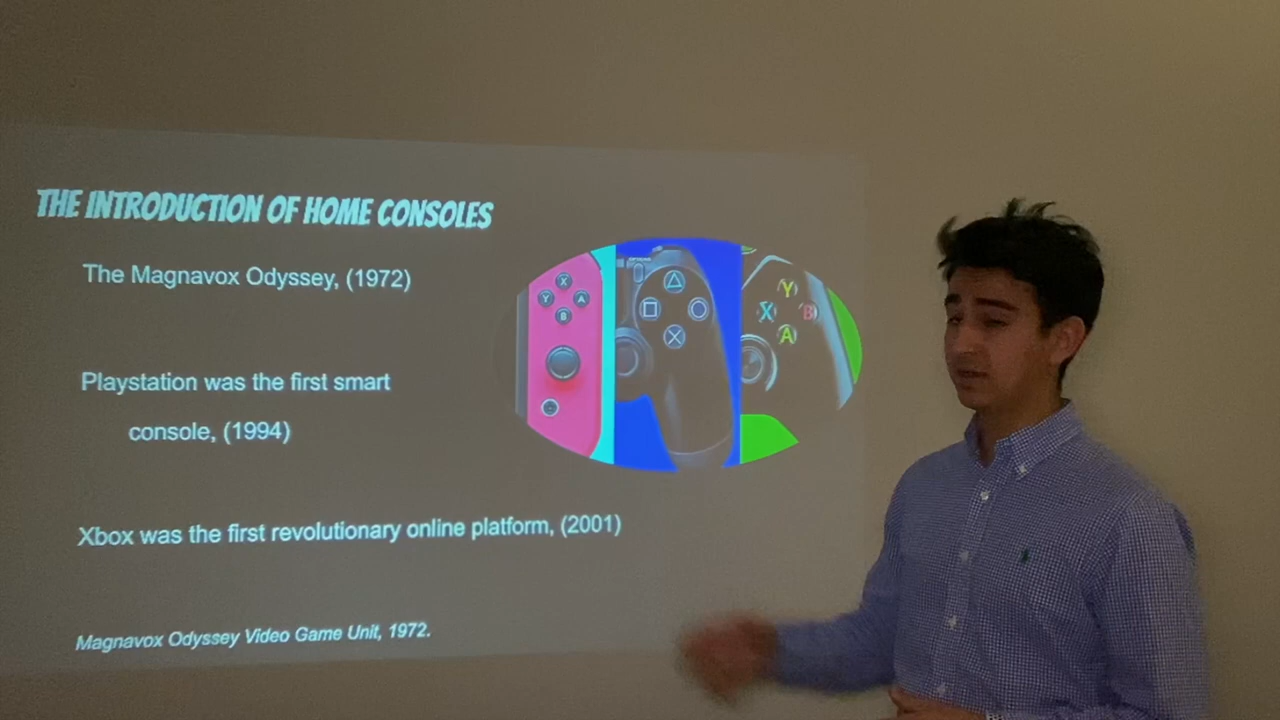 THE INTRODUCTION OF HOME CONSOLES
The Magnavox Odyssey, (1972)
Playstation was the first smart
console, (1994)
Xbox was the first revolutionary online platform, (2001)
Magnavox Odyssey Video Game Unit, 1972.
X
Y
A
B
Y
X
B
A